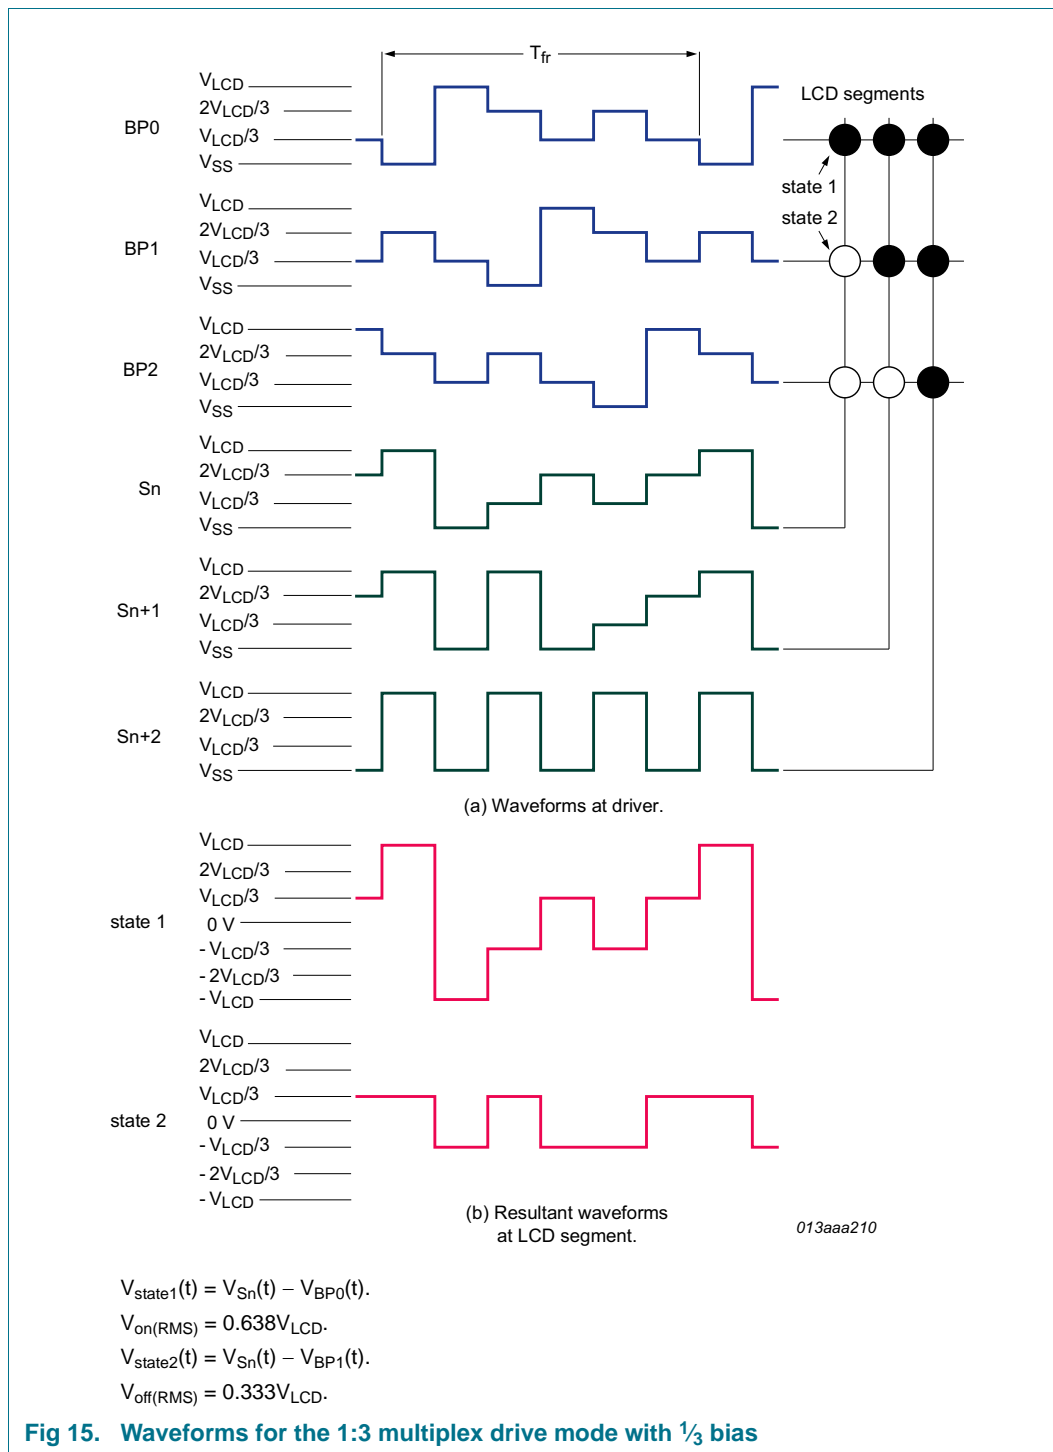 Tfr
VLCD
2VLCD/3
BP0
VLCD/3
VSS
LCD segments
state 1
VLCD
state 2
2VLCD/3
BP1
VLCD/3
VSS
VLCD
2VLCD/3
BP2
VLCD/3
VSS
VLCD
2VLCD/3
Sn
VLCD/3
VSS
VLCD
2VLCD/3
Sn+1
VLCD/3
VSS
VLCD
2VLCD/3
Sn+2
VLCD/3
VSS
(a) Waveforms at driver.
VLCD
2VLCD/3
VLCD/3
state 1
0 V
- VLCD/3
- 2VLCD/3
- VLCD
VLCD
2VLCD/3
VLCD/3
state 2
0 V
- VLCD/3
- 2VLCD/3
- VLCD
(b) Resultant waveforms
at LCD segment.
013aaa210
Vstate1(t) = VSn(t) − VBP0(t).
Von(RMS) = 0.638VLCD.
Vstate2(t) = VSn(t) − VBP1(t).
Voff(RMS) = 0.333VLCD.
Fig 15. Waveforms for the 1:3 multiplex drive mode with 1⁄3 bias